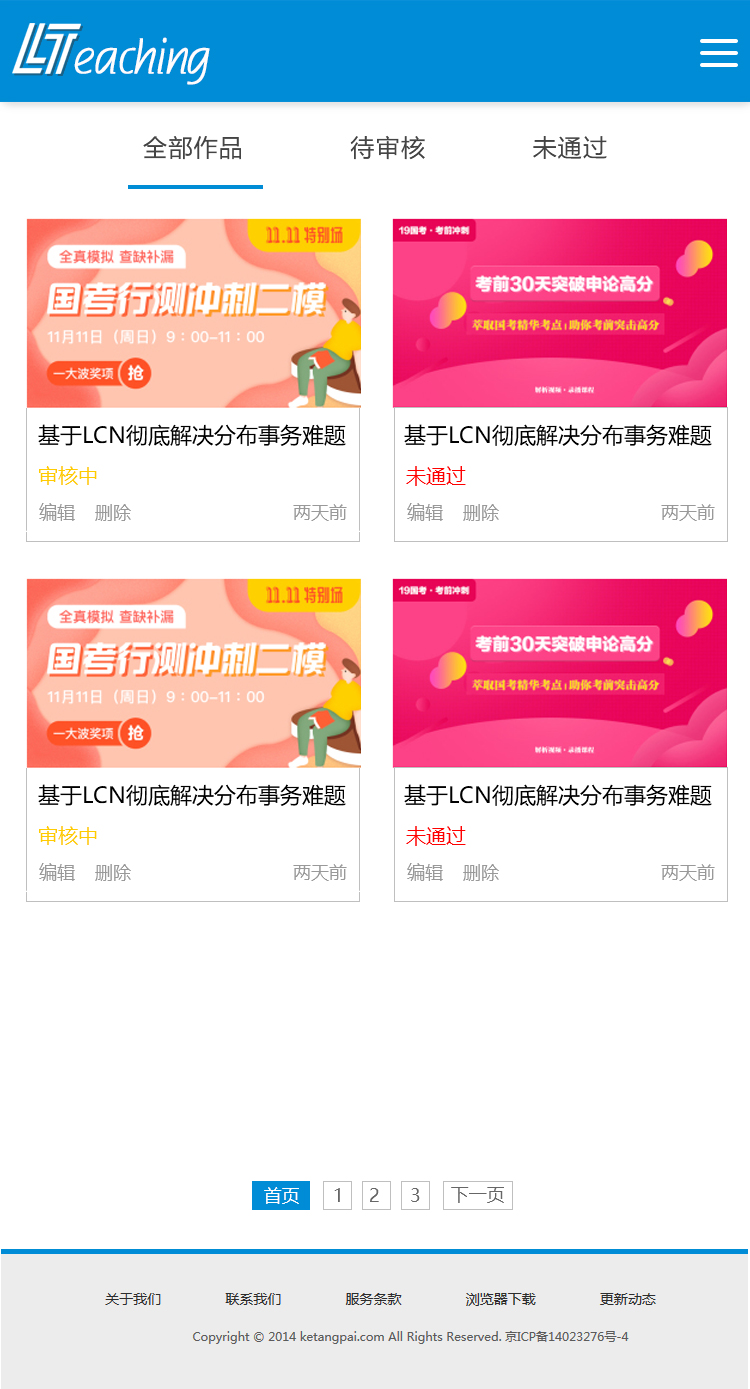 LLTeaching
全部作品 待审核 未通过
11.11 特别场
全真模拟 查缺补漏
国考行测冲刺二模
11月11日（周日）9：00-11：00
一大波奖项 抢
基于LCN彻底解决分布事务难题
审核中
编辑 删除 两天前
19国考·考前冲刺
考前30天突破申论高分
萃取国考精华考点 | 助你考前突击高分
解析视频·录播课程
基于LCN彻底解决分布事务难题
未通过
编辑 删除 两天前
11.11 特别场
全真模拟 查缺补漏
国考行测冲刺二模
11月11日（周日）9：00-11：00
一大波奖项 抢
基于LCN彻底解决分布事务难题
审核中
编辑 删除 两天前
19国考·考前冲刺
考前30天突破申论高分
萃取国考精华考点 | 助你考前突击高分
解析视频·录播课程
基于LCN彻底解决分布事务难题
未通过
编辑 删除 两天前
首页 1 2 3 下一页
关于我们 联系我们 服务条款 浏览器下载 更新动态
Copyright © 2014 ketangpai.com All Rights Reserved. 京ICP备14023276号-4